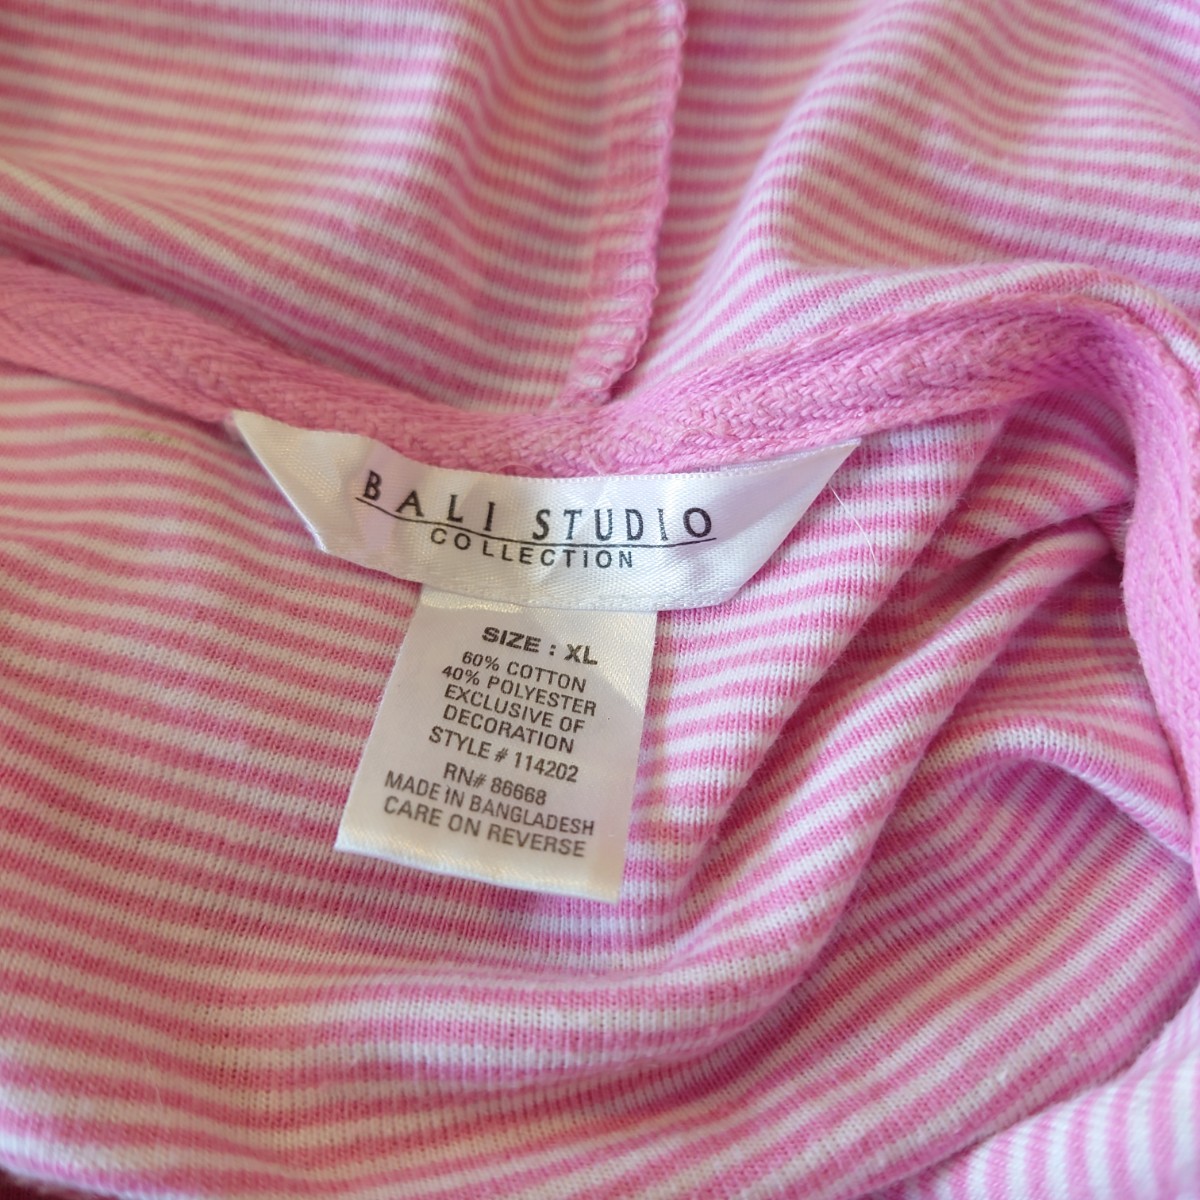 BALI STUDIO
COLLECTION
SIZE : XL
60% COTTON
40% POLYESTER
EXCLUSIVE OF
DECORATION
STYLE # 114202
RN# 86668
MADE IN BANGLADESH
CARE ON REVERSE